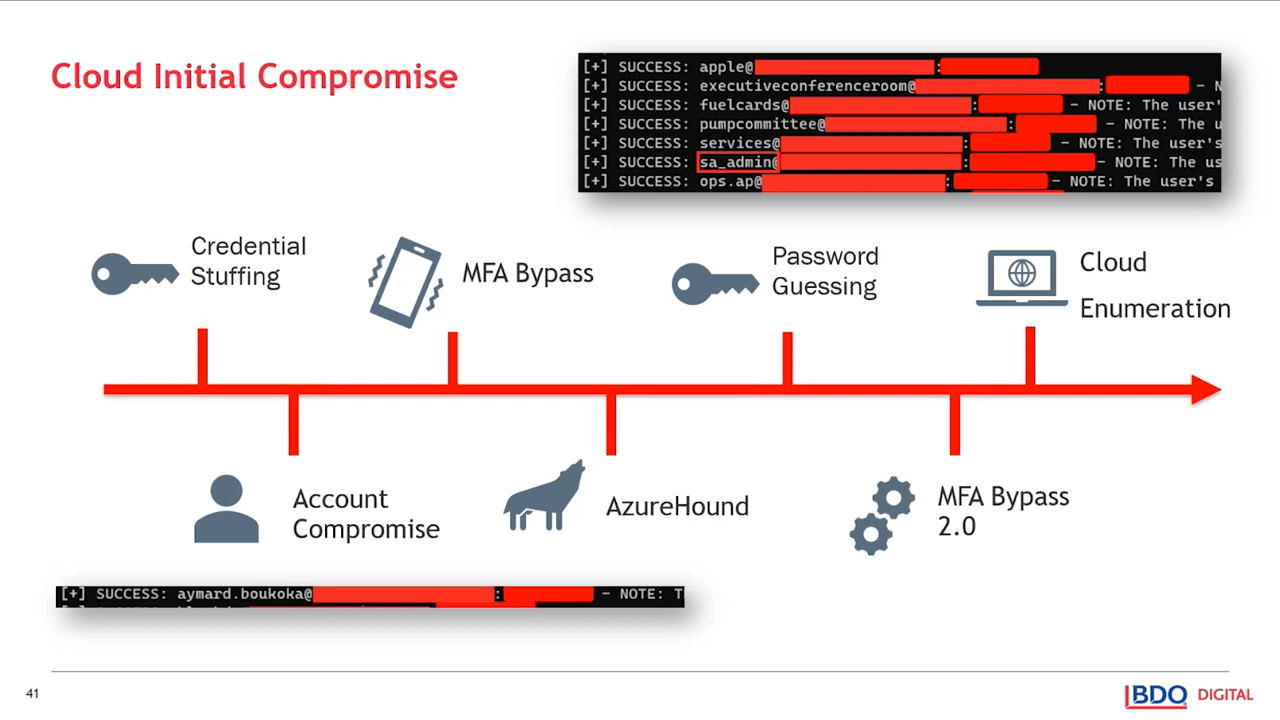 Cloud Initial Compromise
[+] SUCCESS: apple@ :
[+] SUCCESS: executiveconferenceroom@ : – N
[+] SUCCESS: fuelcards@ : – NOTE: The user'
[+] SUCCESS: pumpcommittee@ : – NOTE: The u
[+] SUCCESS: services@ : – NOTE: The user's
[+] SUCCESS: sa_admin@ : – NOTE: The us
[+] SUCCESS: ops.ap@ : – NOTE: The user's
Credential
Stuffing
MFA Bypass
Password
Guessing
Cloud
Enumeration
Account
Compromise
AzureHound
MFA Bypass
2.0
[+] SUCCESS: aymard.boukoka@ : – NOTE: T
41
BDO DIGITAL